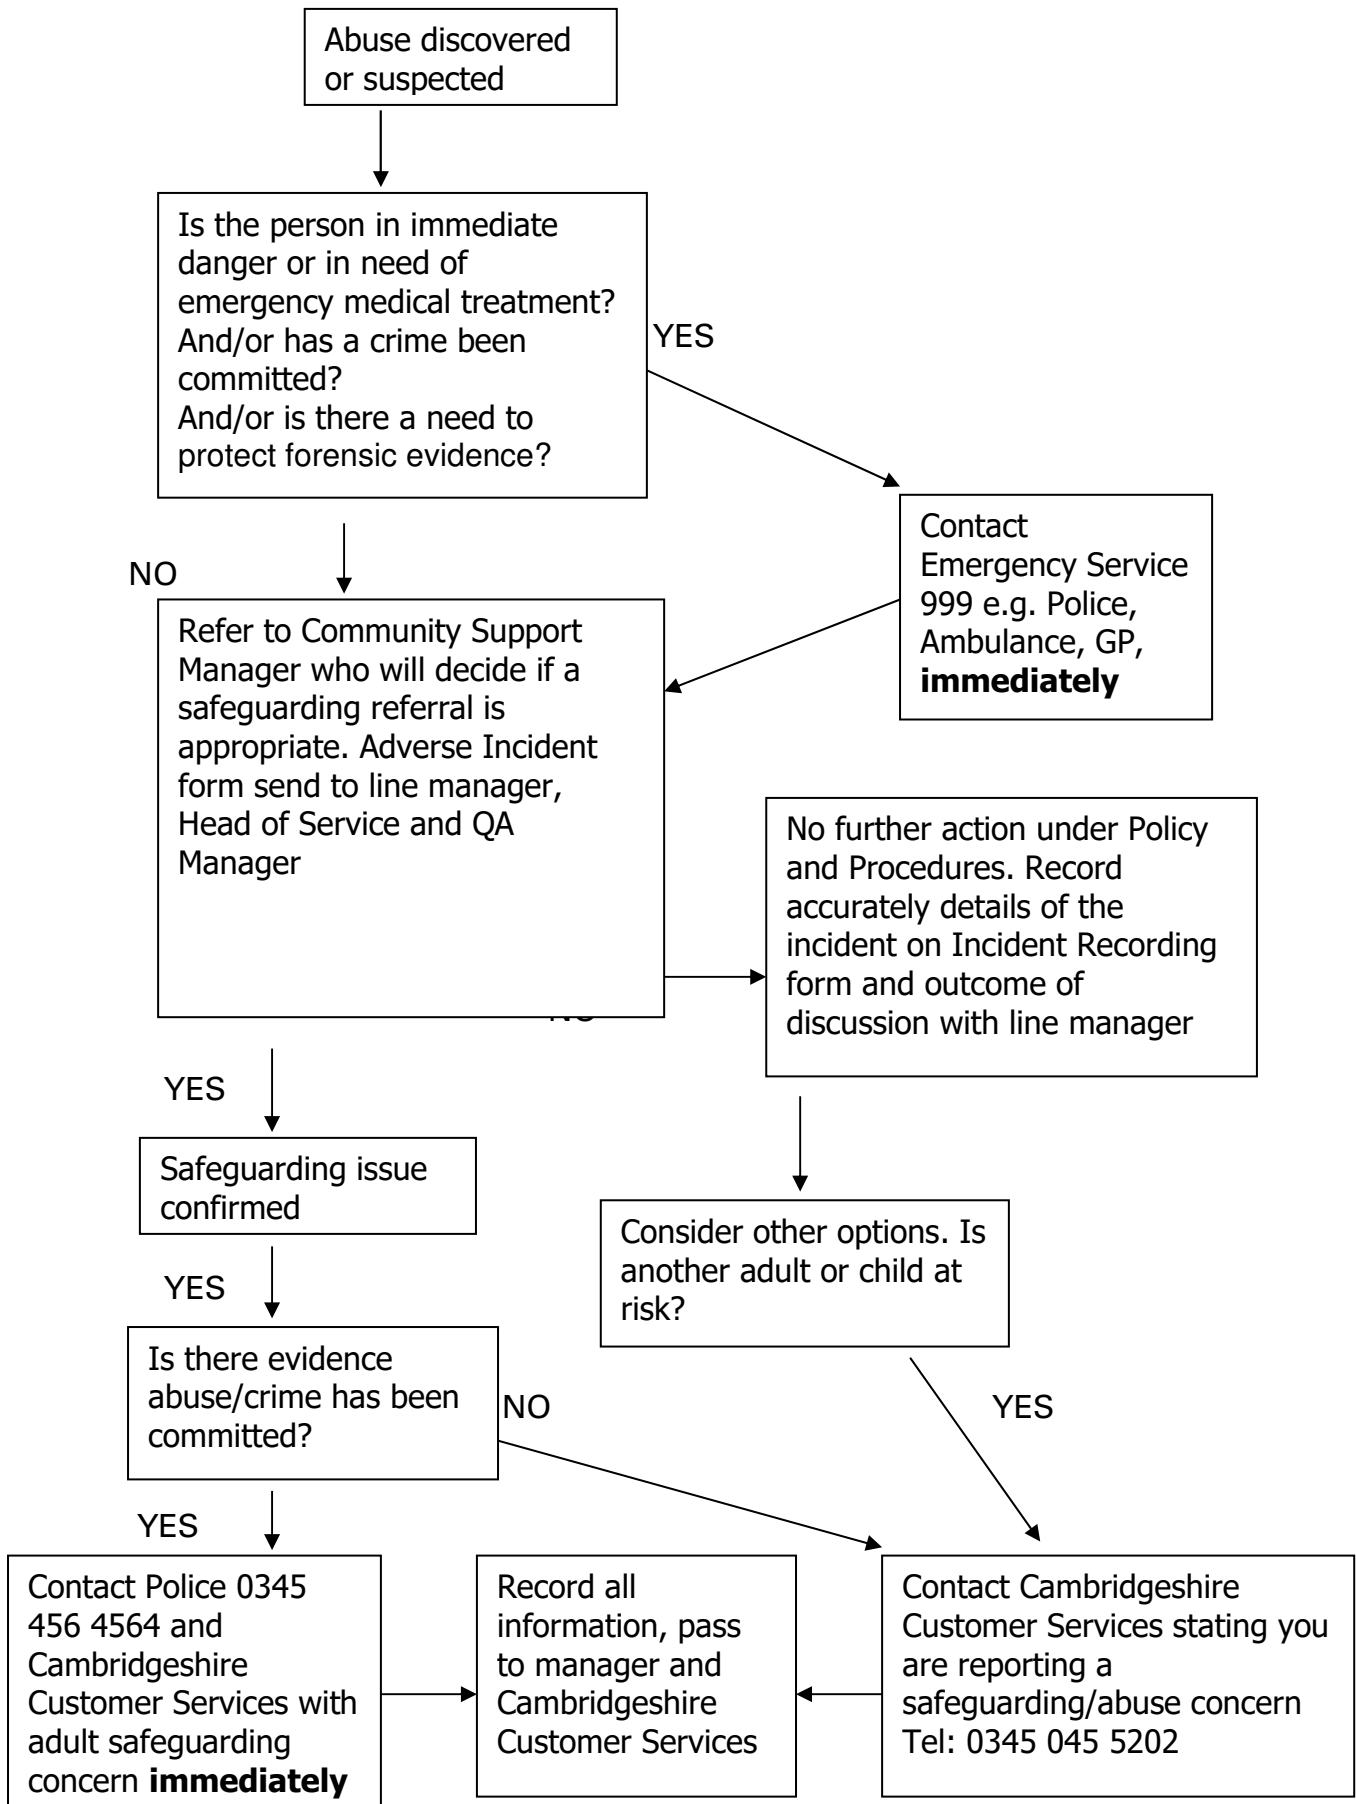 Abuse discovered
or suspected
Is the person in immediate
danger or in need of
emergency medical treatment?
And/or has a crime been
committed?
And/or is there a need to
protect forensic evidence?
YES
Contact
Emergency Service
999 e.g. Police,
Ambulance, GP,
immediately
NO
Refer to Community Support
Manager who will decide if a
safeguarding referral is
appropriate. Adverse Incident
form send to line manager,
Head of Service and QA
Manager
No further action under Policy
and Procedures. Record
accurately details of the
incident on Incident Recording
form and outcome of
discussion with line manager
NO
YES
Safeguarding issue
confirmed
Consider other options. Is
another adult or child at
risk?
YES
Is there evidence
abuse/crime has been
committed?
NO
YES
YES
Contact Police 0345
456 4564 and
Cambridgeshire
Customer Services with
adult safeguarding
concern immediately
Record all
information, pass
to manager and
Cambridgeshire
Customer Services
Contact Cambridgeshire
Customer Services stating you
are reporting a
safeguarding/abuse concern
Tel: 0345 045 5202